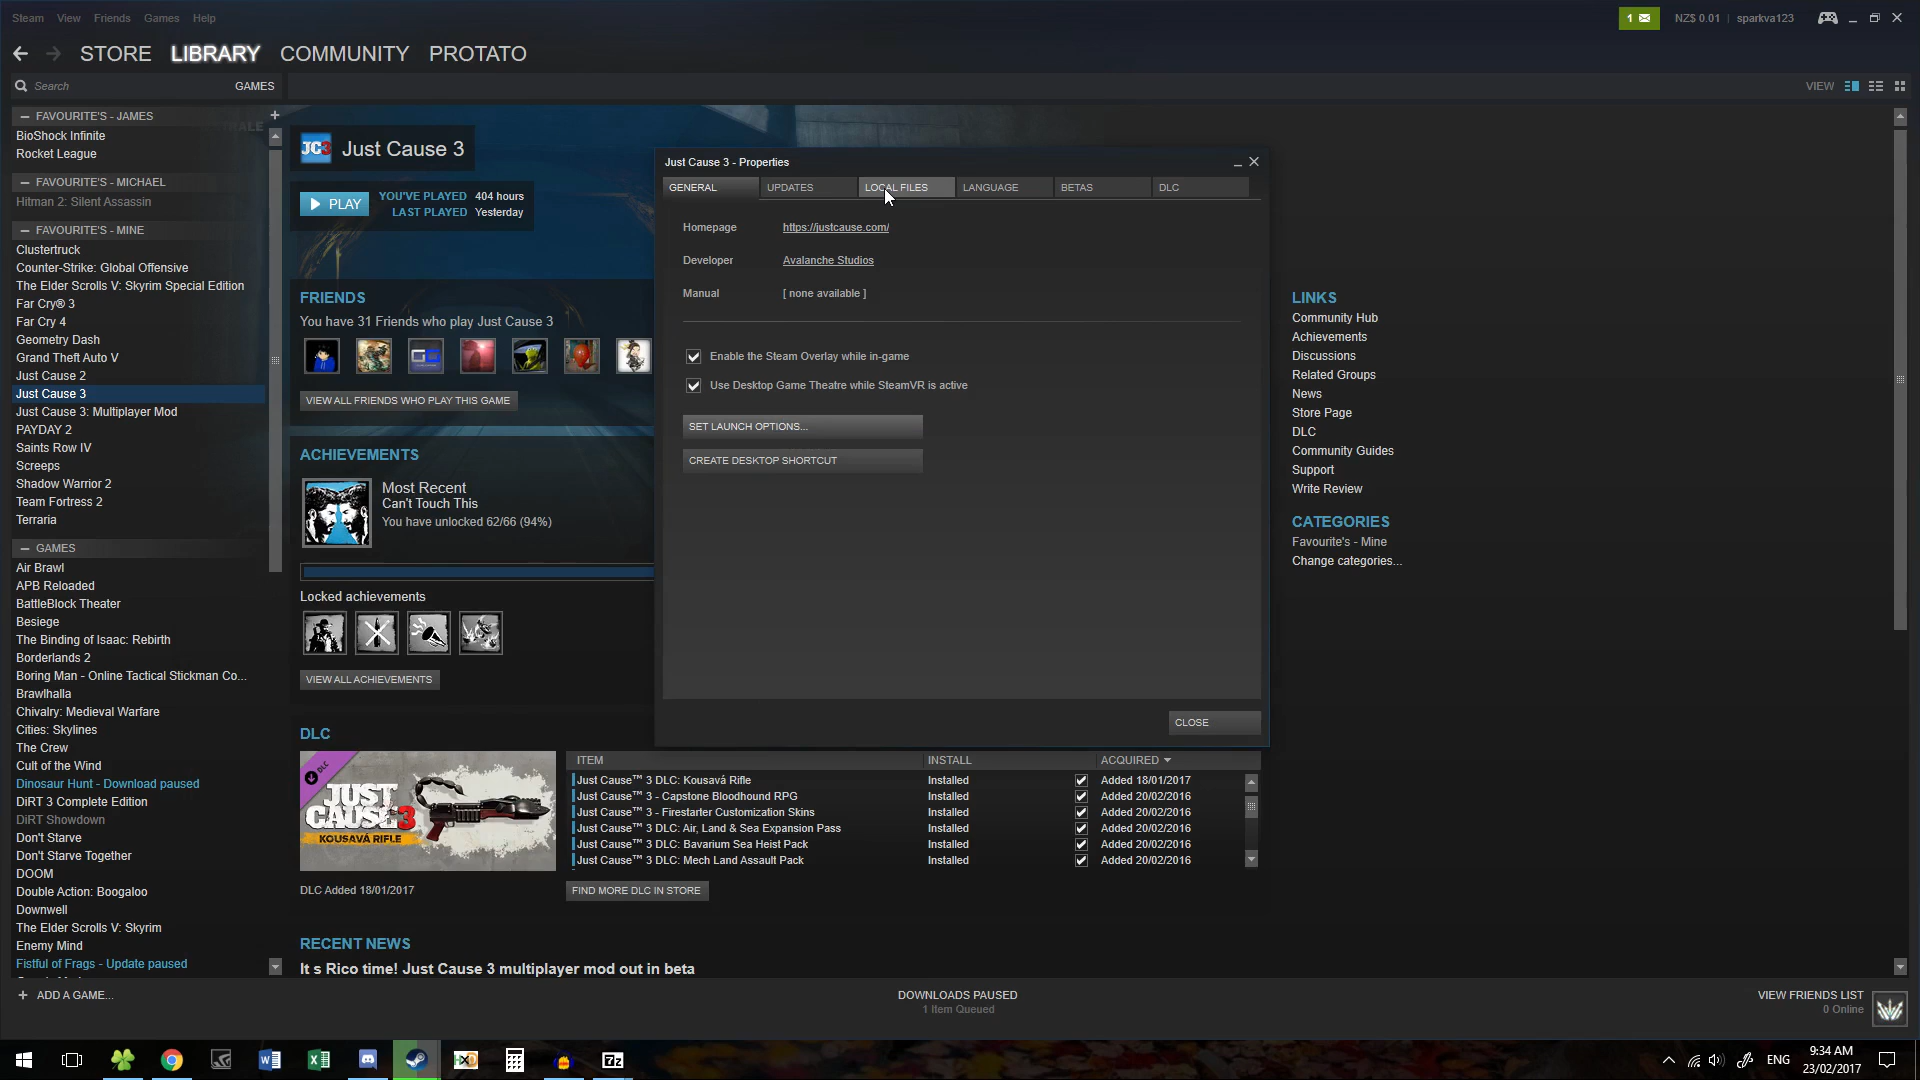 Steam View Friends Games Help
1 NZ$ 0.01 | sparkva123
STORE LIBRARY COMMUNITY PROTATO
Search GAMES VIEW
— FAVOURITE'S - JAMES +
BioShock Infinite
Rocket League
— FAVOURITE'S - MICHAEL
Hitman 2: Silent Assassin
— FAVOURITE'S - MINE
Clustertruck
Counter-Strike: Global Offensive
The Elder Scrolls V: Skyrim Special Edition
Far Cry® 3
Far Cry 4
Geometry Dash
Grand Theft Auto V
Just Cause 2
Just Cause 3
Just Cause 3: Multiplayer Mod
PAYDAY 2
Saints Row IV
Screeps
Shadow Warrior 2
Team Fortress 2
Terraria
— GAMES
Air Brawl
APB Reloaded
BattleBlock Theater
Besiege
The Binding of Isaac: Rebirth
Borderlands 2
Boring Man - Online Tactical Stickman Co...
Brawlhalla
Chivalry: Medieval Warfare
Cities: Skylines
The Crew
Cult of the Wind
Dinosaur Hunt - Download paused
DiRT 3 Complete Edition
DiRT Showdown
Don't Starve
Don't Starve Together
DOOM
Double Action: Boogaloo
Downwell
The Elder Scrolls V: Skyrim
Enemy Mind
Fistful of Frags - Update paused
JC3 Just Cause 3
PLAY
YOU'VE PLAYED 404 hours
LAST PLAYED Yesterday
FRIENDS
You have 31 Friends who play Just Cause 3
VIEW ALL FRIENDS WHO PLAY THIS GAME
ACHIEVEMENTS
Most Recent
Can't Touch This
You have unlocked 62/66 (94%)
Locked achievements
VIEW ALL ACHIEVEMENTS
DLC
DLC
JUST
CAUSE 3
KOUSAVÁ RIFLE
DLC Added 18/01/2017
ITEM INSTALL ACQUIRED
Just Cause™ 3 DLC: Kousavá Rifle Installed Added 18/01/2017
Just Cause™ 3 - Capstone Bloodhound RPG Installed Added 20/02/2016
Just Cause™ 3 - Firestarter Customization Skins Installed Added 20/02/2016
Just Cause™ 3 DLC: Air, Land & Sea Expansion Pass Installed Added 20/02/2016
Just Cause™ 3 DLC: Bavarium Sea Heist Pack Installed Added 20/02/2016
Just Cause™ 3 DLC: Mech Land Assault Pack Installed Added 20/02/2016
FIND MORE DLC IN STORE
RECENT NEWS
It s Rico time! Just Cause 3 multiplayer mod out in beta
Just Cause 3 - Properties
GENERAL UPDATES LOCAL FILES LANGUAGE BETAS DLC
Homepage https://justcause.com/
Developer Avalanche Studios
Manual [ none available ]
Enable the Steam Overlay while in-game
Use Desktop Game Theatre while SteamVR is active
SET LAUNCH OPTIONS...
CREATE DESKTOP SHORTCUT
CLOSE
LINKS
Community Hub
Achievements
Discussions
Related Groups
News
Store Page
DLC
Community Guides
Support
Write Review
CATEGORIES
Favourite's - Mine
Change categories...
+ ADD A GAME...
DOWNLOADS PAUSED
1 Item Queued
VIEW FRIENDS LIST
0 Online
7z
ENG
9:34 AM
23/02/2017